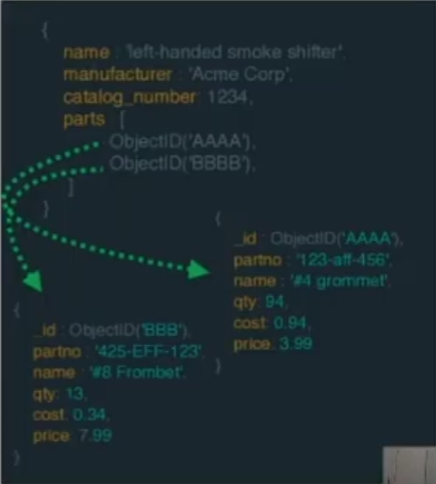 {
name : 'left-handed smoke shifter',
manufacturer : 'Acme Corp',
catalog_number: 1234,
parts : [
ObjectID('AAAA'),
ObjectID('BBBB'),
]
}
{
_id : ObjectID('AAAA'),
partno : '123-aff-456',
name : '#4 grommet',
qty: 94,
cost: 0.94,
price: 3.99
}
{
_id : ObjectID('BBB'),
partno : '425-EFF-123',
name : '#8 Frombet',
qty: 13,
cost: 0.34,
price: 7.99
}